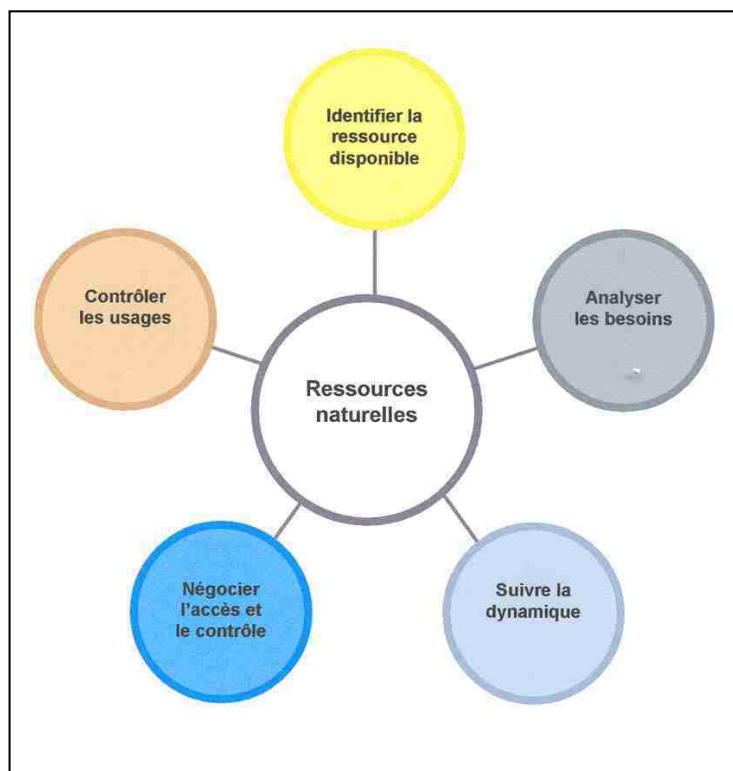 Identifier la
ressource
disponible
Contrôler
les usages
Analyser
les besoins
Ressources
naturelles
Négocier
l'accès et
le contrôle
Suivre la
dynamique